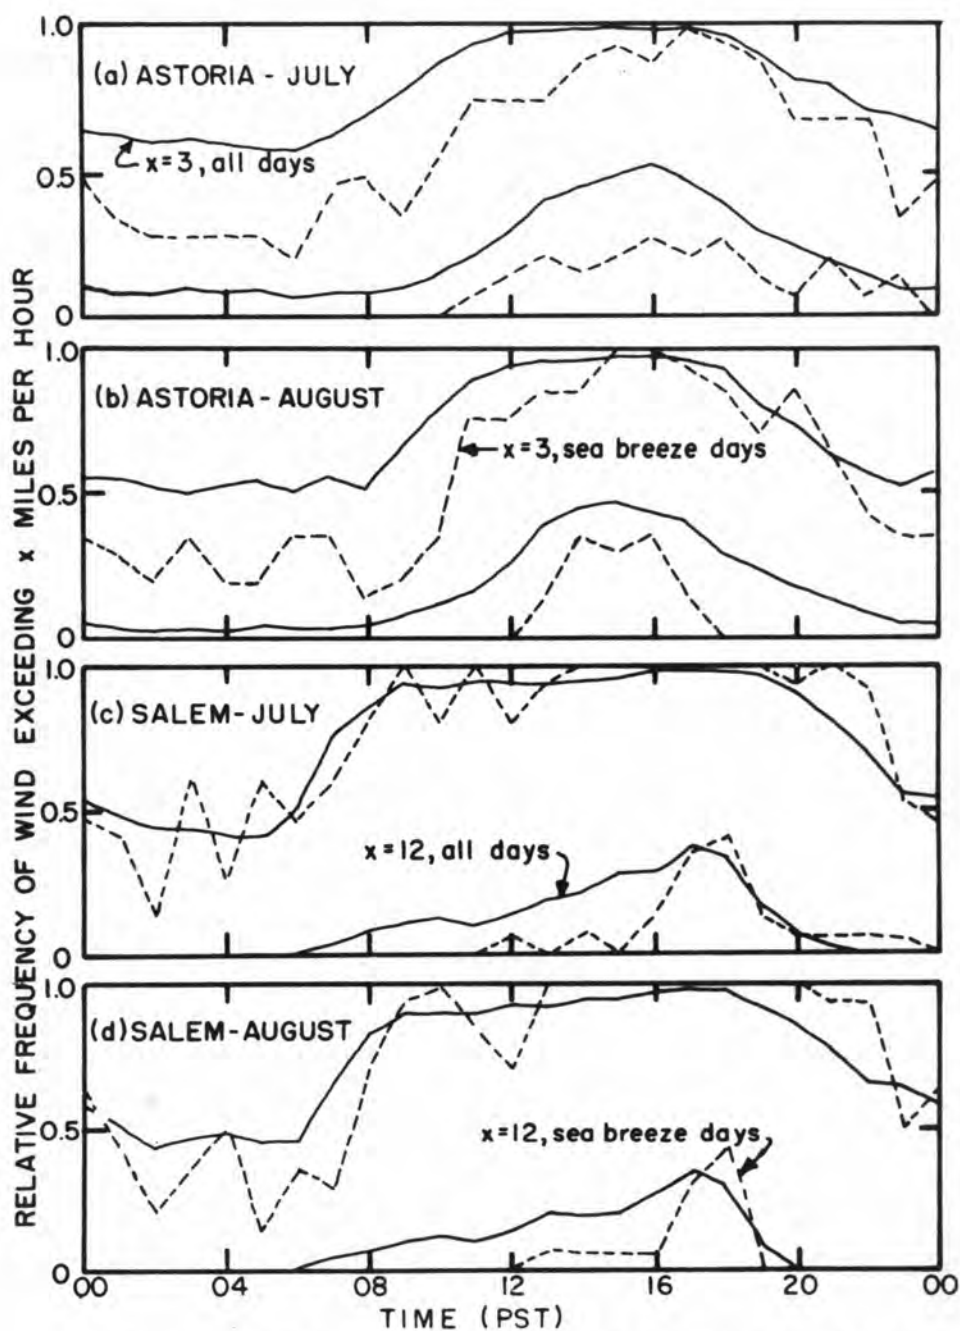 RELATIVE FREQUENCY OF WIND EXCEEDING x MILES PER HOUR
1.0
(a) ASTORIA - JULY
x=3, all days
0.5
0
1.0
(b) ASTORIA - AUGUST
x=3, sea breeze days
0.5
0
1.0
(c) SALEM-JULY
0.5
x=12, all days
0
1.0
(d) SALEM-AUGUST
0.5
x=12, sea breeze days
0
00 04 08 12 16 20 00
TIME (PST)